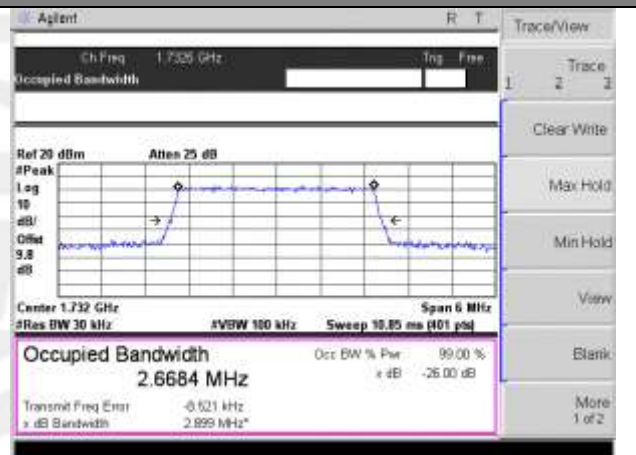 Agilent R T
Ch Freq 1.7325 GHz Trig Free
Occupied Bandwidth
Ref 20 dBm Atten 25 dB
#Peak
Log
10
dB/
Offst
9.8
dB
Center 1.732 GHz Span 6 MHz
#Res BW 30 kHz #VBW 100 kHz Sweep 10.85 ms (401 pts)
Occupied Bandwidth Occ BW % Pwr 99.00 %
2.6684 MHz x dB -26.00 dB
Transmit Freq Error -8.521 kHz
x dB Bandwidth 2.899 MHz*
Trace/View
Trace
1 2 3
Clear Write
Max Hold
Min Hold
View
Blank
More
1 of 2